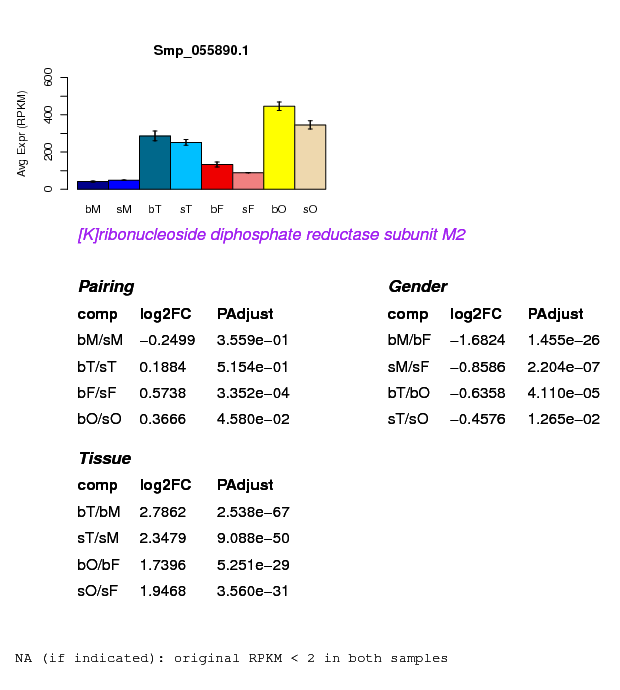 Smp_055890.1
Avg Expr (RPKM)
600
400
200
0
bM sM bT sT bF sF bO sO
[K]ribonucleoside diphosphate reductase subunit M2
Pairing
comp log2FC PAdjust
bM/sM −0.2499 3.559e−01
bT/sT 0.1884 5.154e−01
bF/sF 0.5738 3.352e−04
bO/sO 0.3666 4.580e−02
Gender
comp log2FC PAdjust
bM/bF −1.6824 1.455e−26
sM/sF −0.8586 2.204e−07
bT/bO −0.6358 4.110e−05
sT/sO −0.4576 1.265e−02
Tissue
comp log2FC PAdjust
bT/bM 2.7862 2.538e−67
sT/sM 2.3479 9.088e−50
bO/bF 1.7396 5.251e−29
sO/sF 1.9468 3.560e−31
NA (if indicated): original RPKM < 2 in both samples